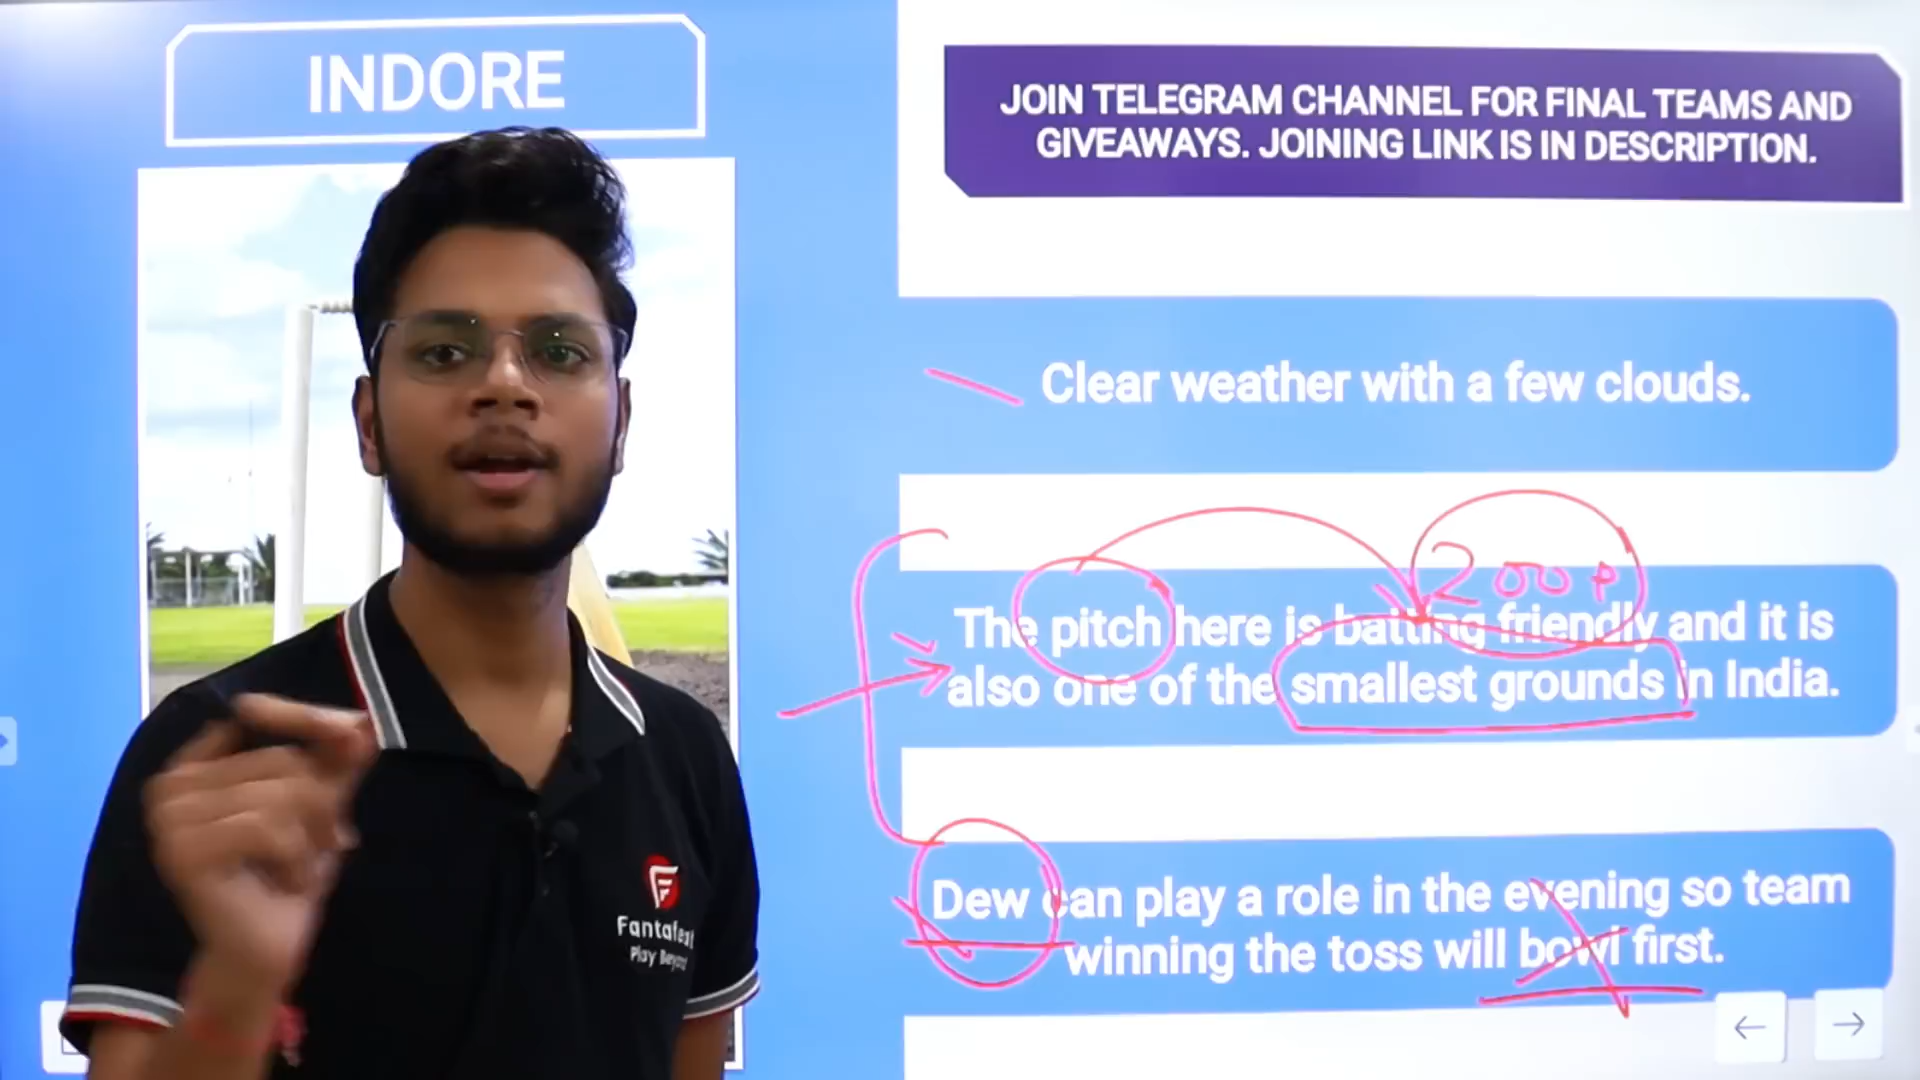 INDORE
JOIN TELEGRAM CHANNEL FOR FINAL TEAMS AND
GIVEAWAYS. JOINING LINK IS IN DESCRIPTION.
Clear weather with a few clouds.
200+
The pitch here is batting friendly and it is
also one of the smallest grounds in India.
Dew can play a role in the evening so team
winning the toss will bowl first.
Fantafeat
Play Beyond